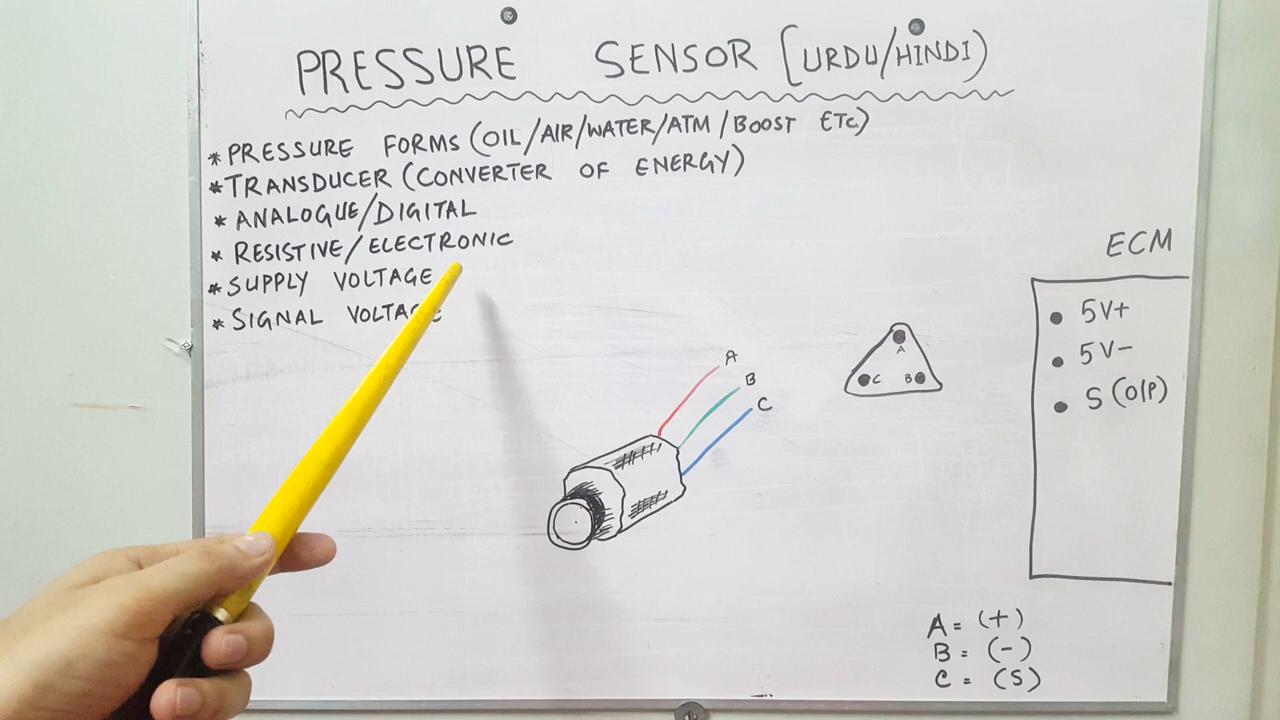 PRESSURE SENSOR [URDU/HINDI)
* PRESSURE FORMS (OIL/AIR/WATER/ATM/BOOST ETC)
* TRANSDUCER (CONVERTER OF ENERGY)
* ANALOGUE/DIGITAL
* RESISTIVE/ELECTRONIC
* SUPPLY VOLTAGE
* SIGNAL VOLTAGE
A
B
C
A
C B
ECM
• 5V+
• 5V-
• S (O/P)
A = (+)
B = (-)
C = (S)